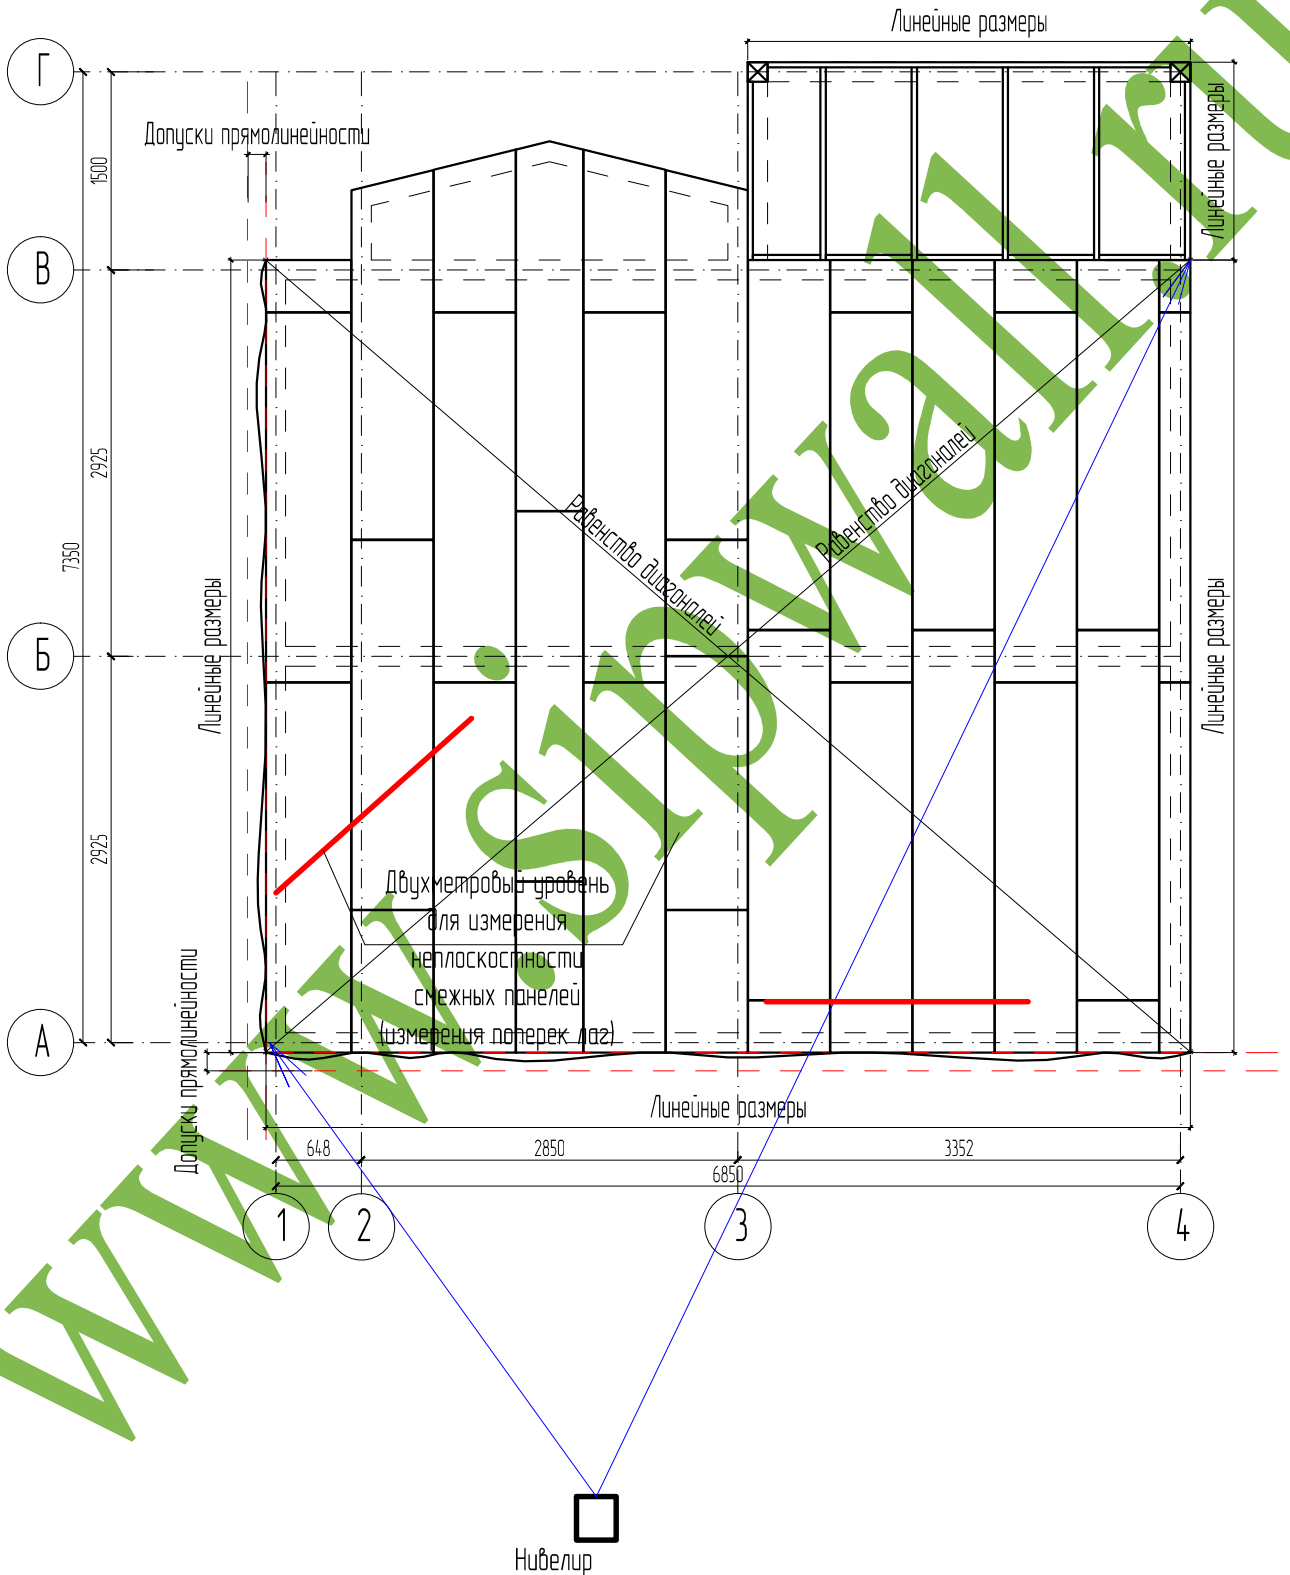 Линейные размеры
Г
Допуски прямолинейности
1500
Линейные размеры
В
2925
7350
Равенство диагоналей
Равенство диагоналей
Линейные размеры
Линейные размеры
Б
2925
Двухметровый уровень
для измерения
неплоскостности
смежных панелей
(измерения поперек лаг)
А
Допуски прямолинейности
Линейные размеры
648
2850
3352
6850
1
2
3
4
Нивелир
www.sipwall.ru